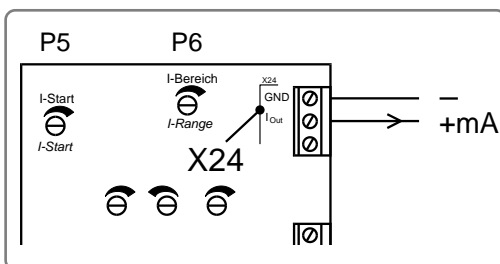 P5 P6
I-Bereich
X24
I-Start
GND
–
I-Range
IOut
+mA
I-Start
X24